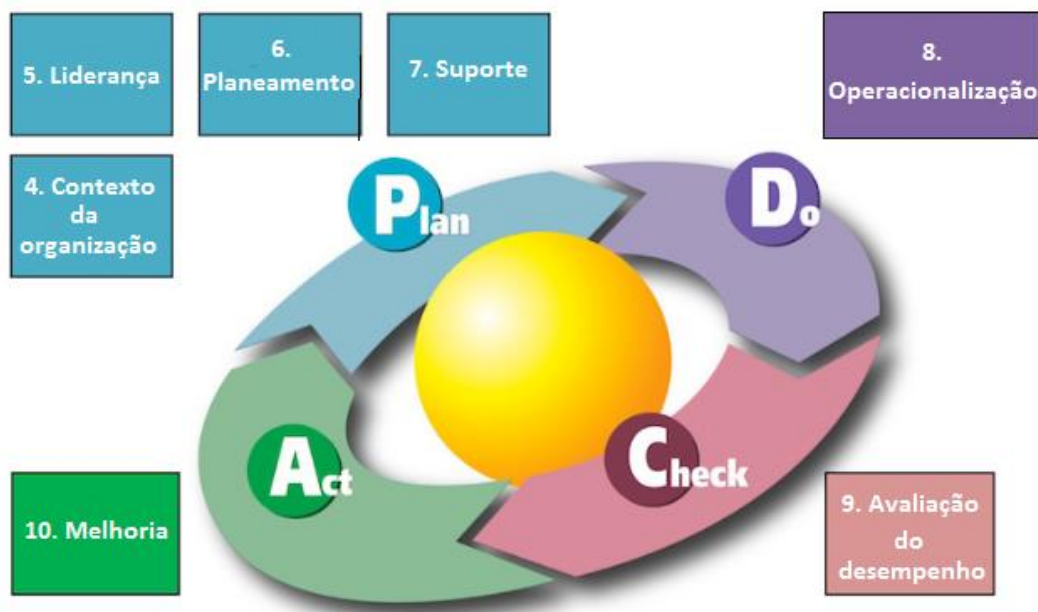 5. Liderança
6.
Planeamento
7. Suporte
8.
Operacionalização
4. Contexto
da
organização
Plan
Do
Act
Check
10. Melhoria
9. Avaliação
do
desempenho